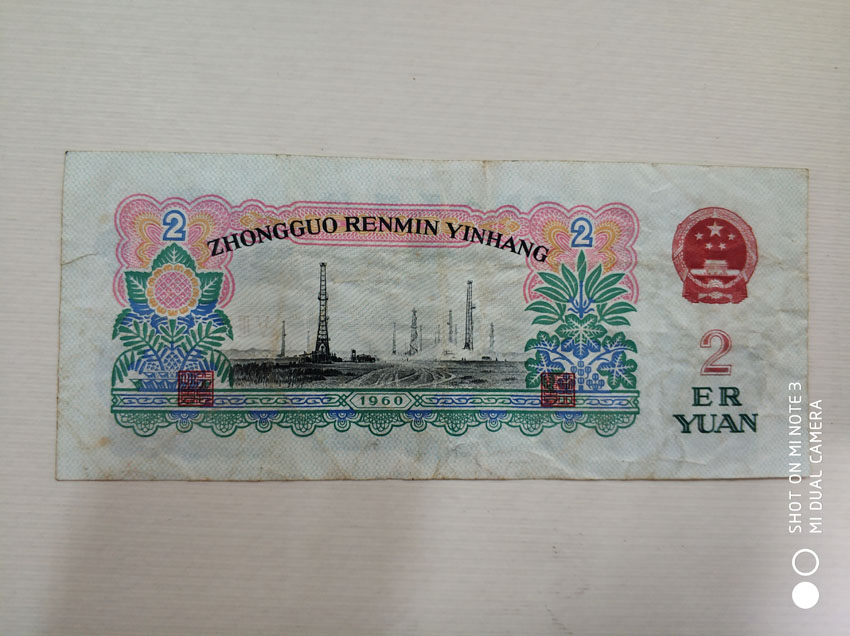 2
2
ZHONGGUO RENMIN YINHANG
1960
2
ER
YUAN
SHOT ON MI NOTE 3
MI DUAL CAMERA